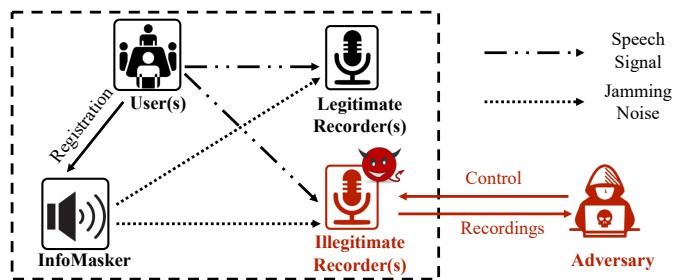 User(s)
Registration
InfoMasker
Legitimate
Recorder(s)
Illegitimate
Recorder(s)
Control
Recordings
Adversary
Speech
Signal
Jamming
Noise